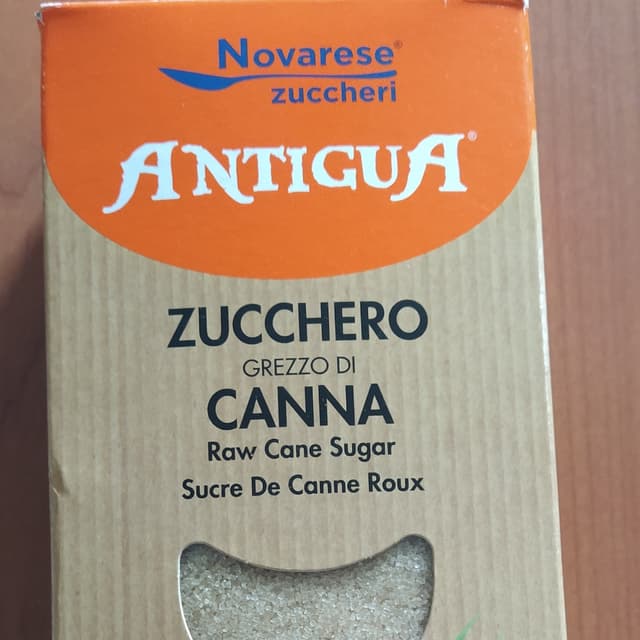 Novarese®
zuccheri
ANTIGUA®
ZUCCHERO
GREZZO DI
CANNA
Raw Cane Sugar
Sucre De Canne Roux